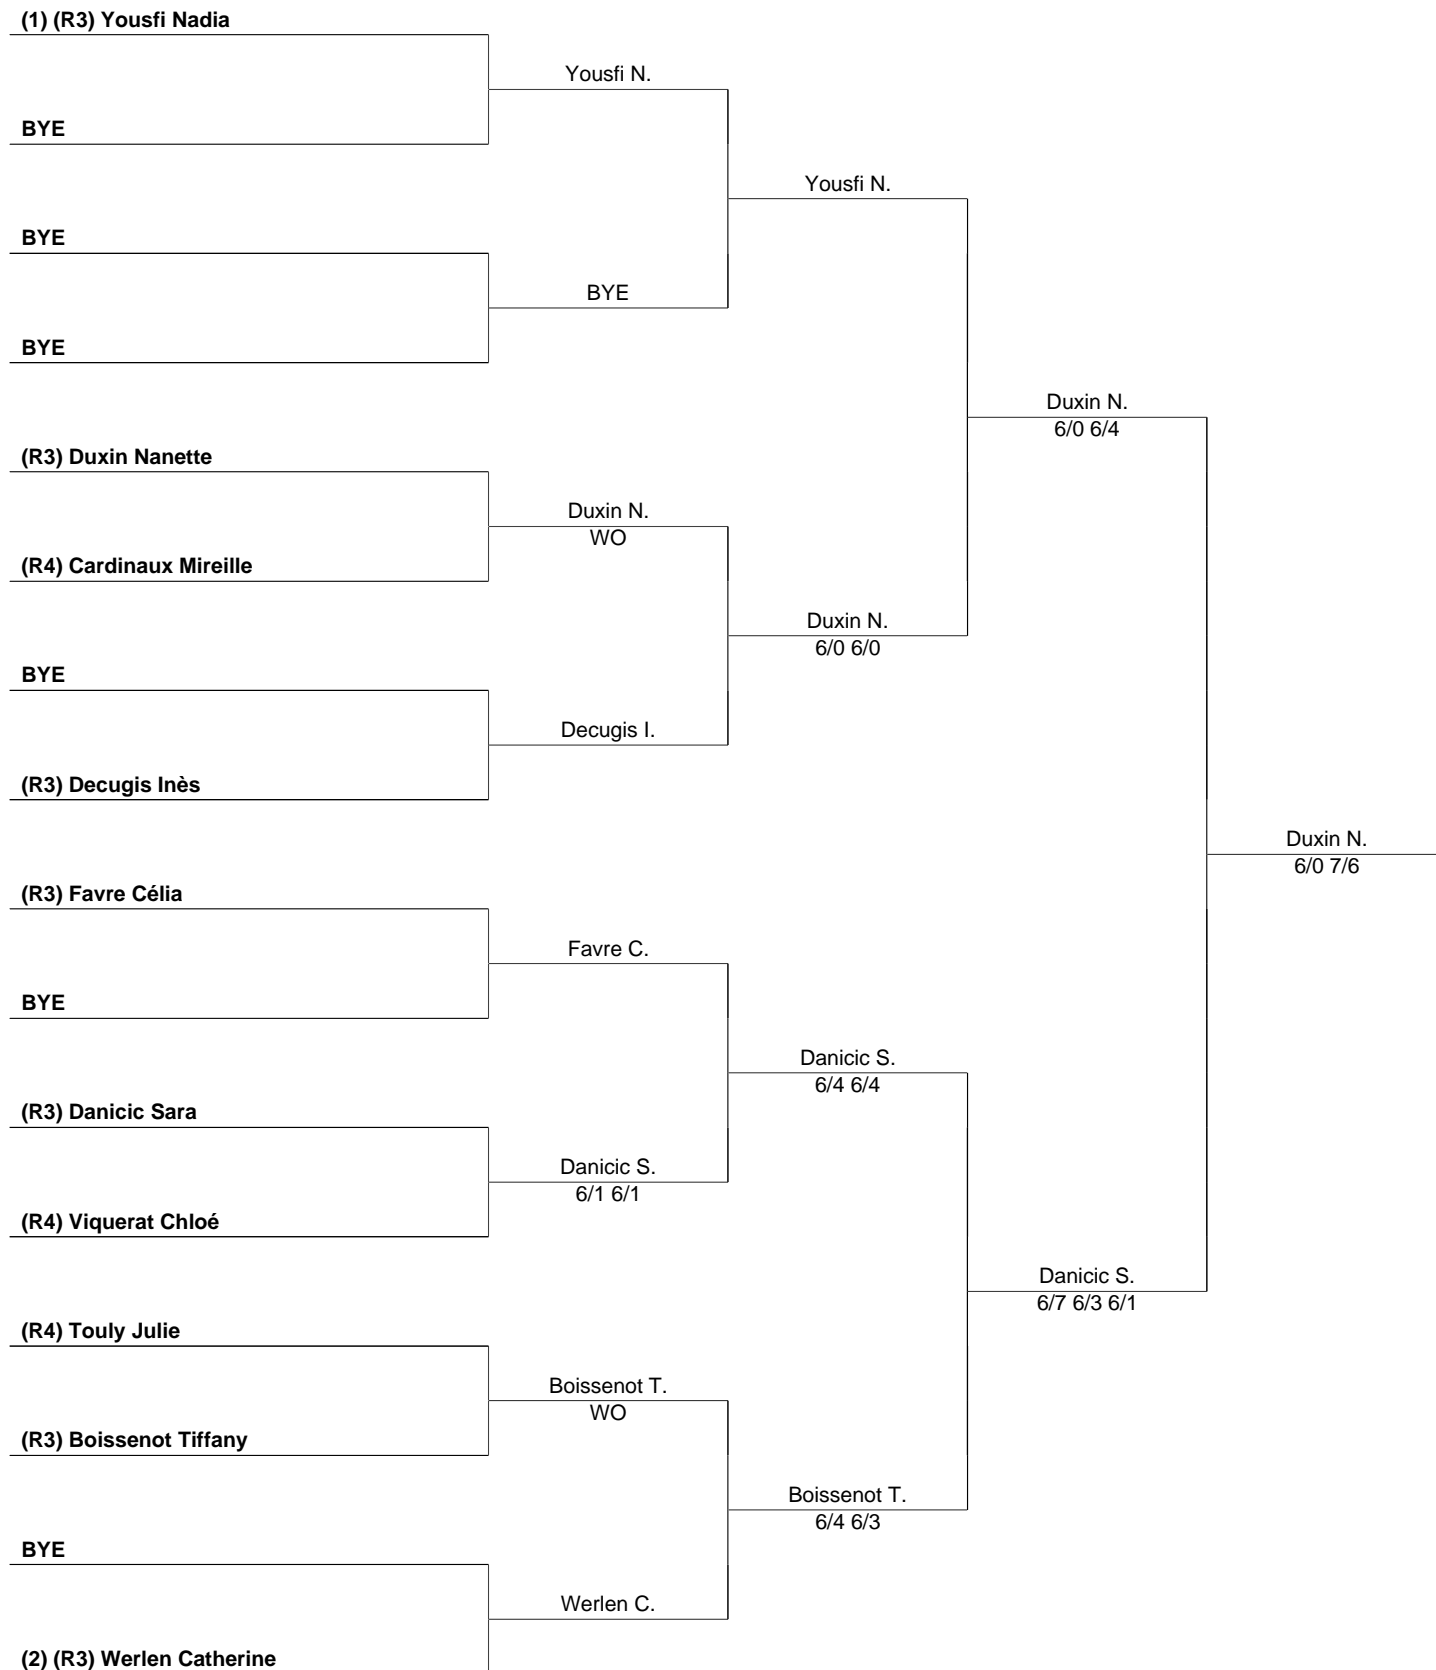 (1) (R3) Yousfi Nadia
Yousfi N.
BYE
Yousfi N.
BYE
BYE
BYE
Duxin N.
6/0 6/4
(R3) Duxin Nanette
Duxin N.
WO
(R4) Cardinaux Mireille
Duxin N.
6/0 6/0
BYE
Decugis I.
(R3) Decugis Inès
Duxin N.
6/0 7/6
(R3) Favre Célia
Favre C.
BYE
Danicic S.
6/4 6/4
(R3) Danicic Sara
Danicic S.
6/1 6/1
(R4) Viquerat Chloé
Danicic S.
6/7 6/3 6/1
(R4) Touly Julie
Boissenot T.
WO
(R3) Boissenot Tiffany
Boissenot T.
6/4 6/3
BYE
Werlen C.
(2) (R3) Werlen Catherine